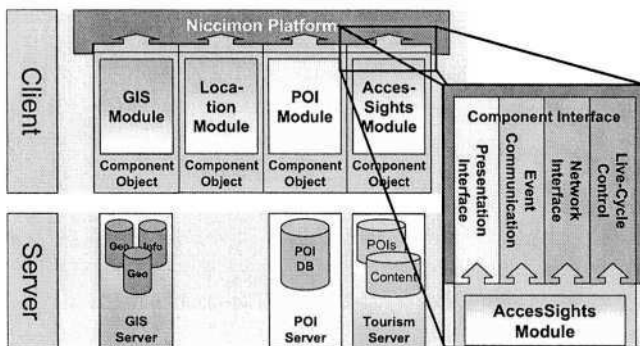 Niccimon Platform
Client
GIS
Module
Loca-
tion
Module
POI
Module
Acces-
Sights
Module
Component
Object
Component
Object
Component
Object
Component
Object
Component Interface
Presentation
Interface
Event
Communication
Network
Interface
Live-Cycle
Control
AccesSights
Module
Server
Geo
Info
Geo
GIS
Server
POI
DB
POI
Server
POIs
Content
Tourism
Server